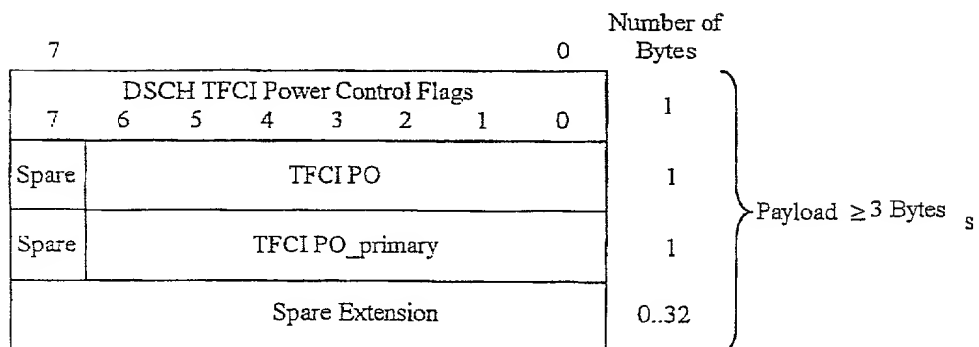 Number of
7 0 Bytes
DSCH TFCI Power Control Flags
7 6 5 4 3 2 1 0
1
Spare TFCI PO 1
Payload ≥3 Bytes
s
Spare TFCI PO_primary 1
Spare Extension 0..32